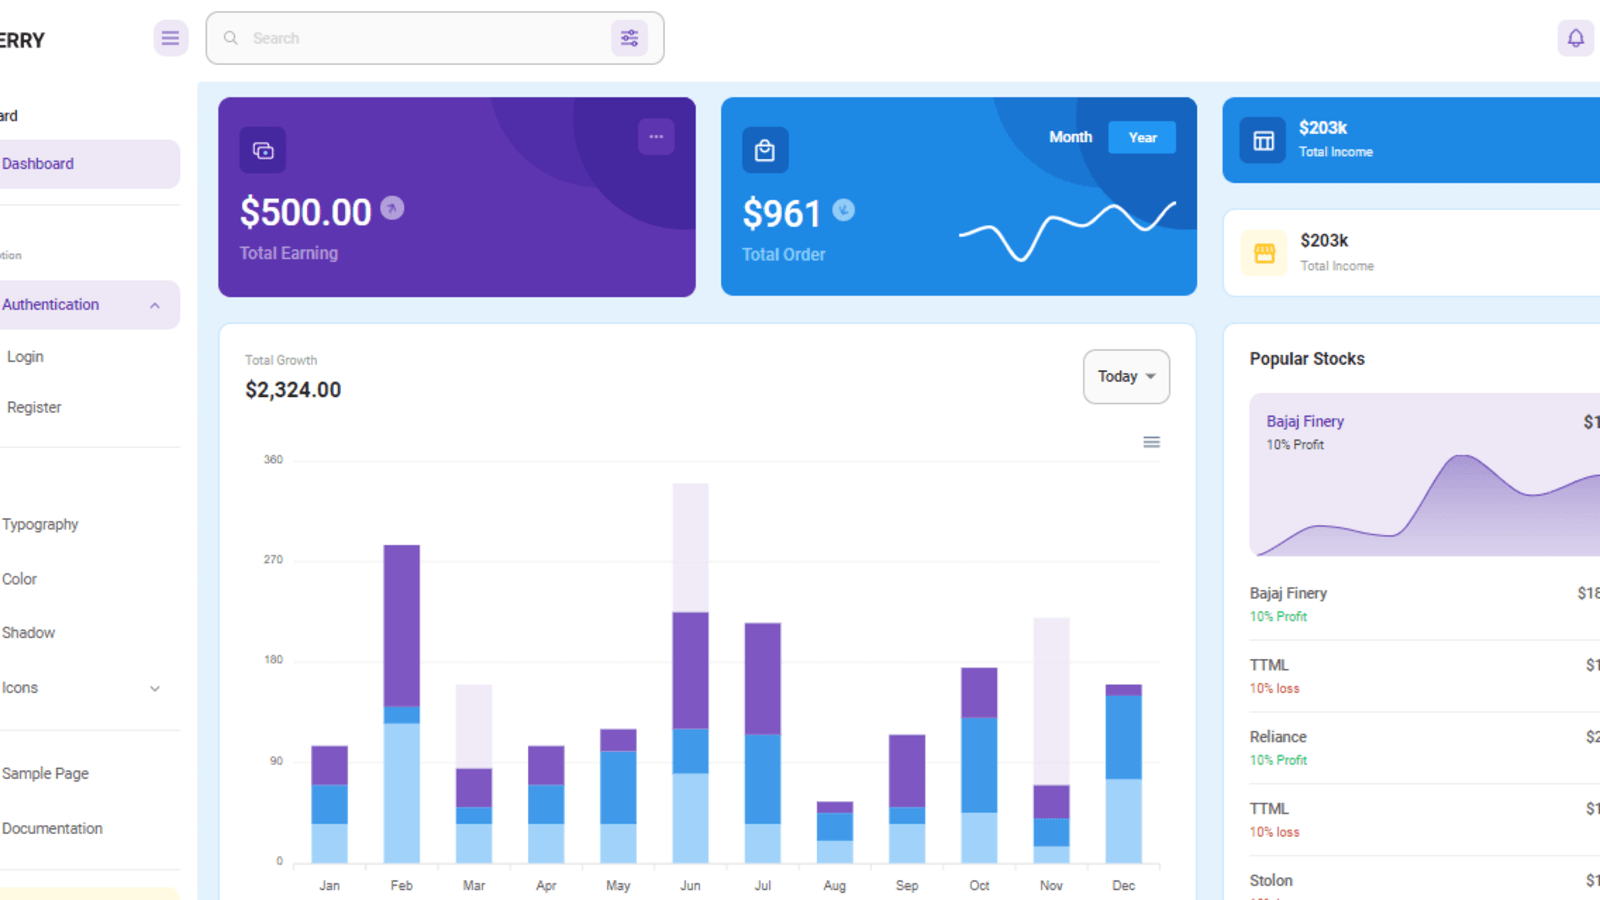 ERRY
Search
ard
Dashboard
ption
Authentication
Login
Register
Typography
Color
Shadow
Icons
Sample Page
Documentation
$500.00
Total Earning
Month
Year
$961
Total Order
$203k
Total Income
$203k
Total Income
Total Growth
$2,324.00
Today
360
270
180
90
0
Jan Feb Mar Apr May Jun Jul Aug Sep Oct Nov Dec
Popular Stocks
Bajaj Finery $1
10% Profit
Bajaj Finery $18
10% Profit
TTML $1
10% loss
Reliance $2
10% Profit
TTML $1
10% loss
Stolon $1